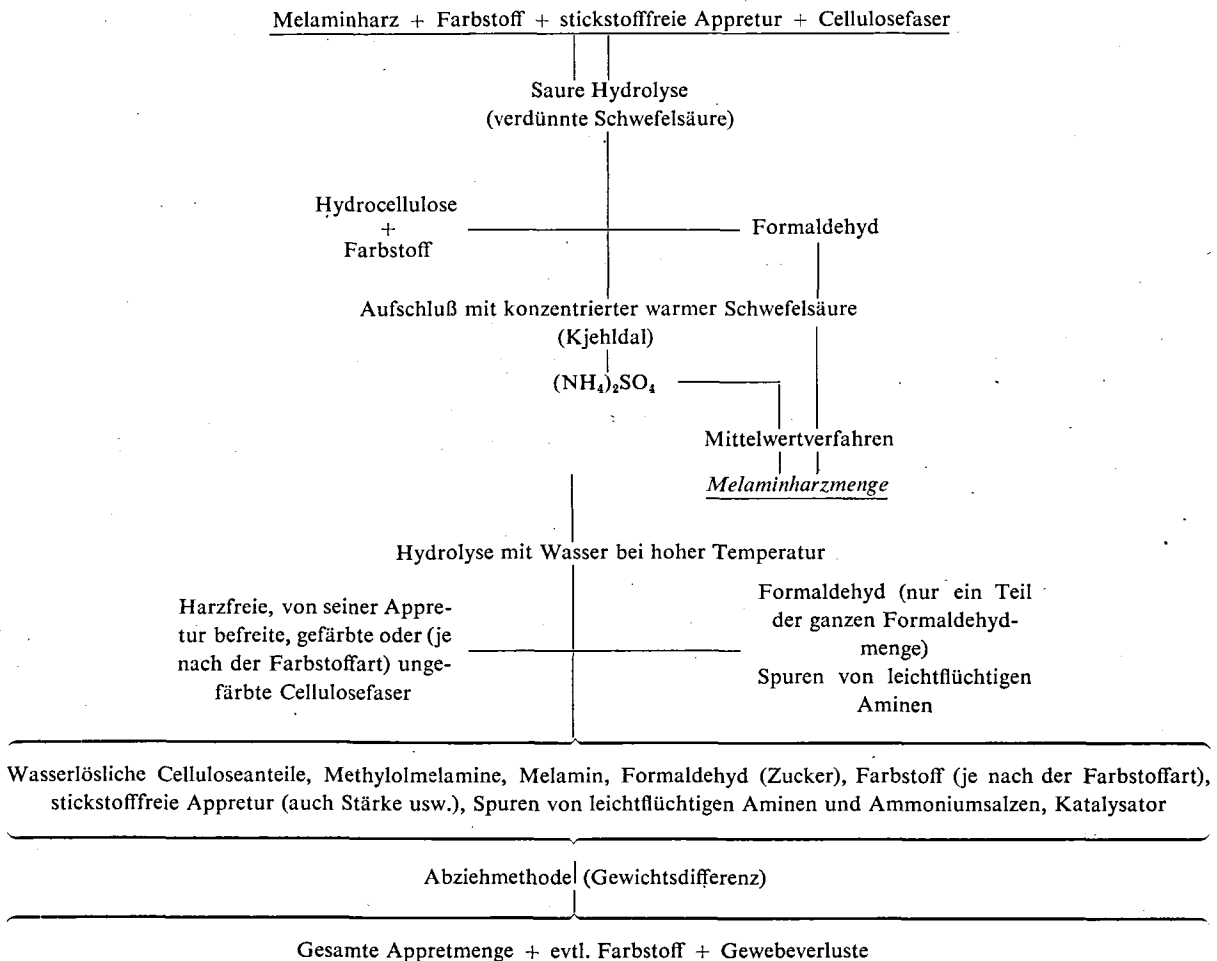 Melaminharz + Farbstoff + stickstofffreie Appretur + Cellulosefaser
Saure Hydrolyse
(verdünnte Schwefelsäure)
Hydrocellulose
+
Farbstoff
Formaldehyd
Aufschluß mit konzentrierter warmer Schwefelsäure
(Kjehldal)
(NH₄)₂SO₄
Mittelwertverfahren
Melaminharzmenge
Hydrolyse mit Wasser bei hoher Temperatur
Harzfreie, von seiner Appre-
tur befreite, gefärbte oder (je
nach der Farbstoffart) unge-
färbte Cellulosefaser
Formaldehyd (nur ein Teil
der ganzen Formaldehyd-
menge)
Spuren von leichtflüchtigen
Aminen
Wasserlösliche Celluloseanteile, Methylolmelamine, Melamin, Formaldehyd (Zucker), Farbstoff (je nach der Farbstoffart),
stickstofffreie Appretur (auch Stärke usw.), Spuren von leichtflüchtigen Aminen und Ammoniumsalzen, Katalysator
Abziehmethode (Gewichtsdifferenz)
Gesamte Appretmenge + evtl. Farbstoff + Gewebeverluste